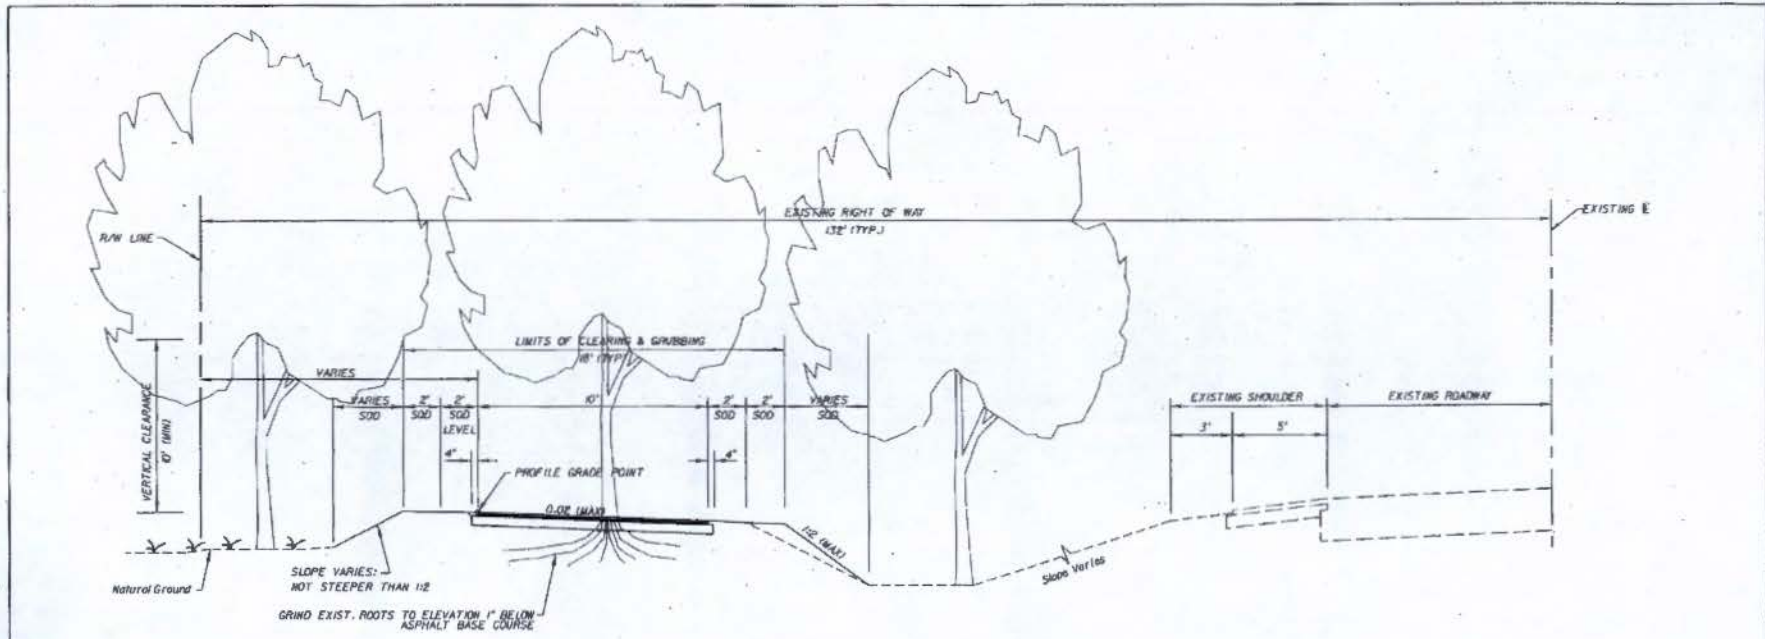 EXISTING RIGHT OF WAY
132' (TYP.)
EXISTING ℄
R/W LINE
LIMITS OF CLEARING & GRUBBING
18' (TYP)
VARIES
VERTICAL CLEARANCE
10' (MIN)
VARIES
SOD
2'
SOD
2'
SOD
LEVEL
10'
2'
SOD
2'
SOD
VARIES
SOD
EXISTING SHOULDER
EXISTING ROADWAY
3'
5'
4"
4"
PROFILE GRADE POINT
0.02 (MAX)
1:2 (MAX)
Slope Varies
Natural Ground
SLOPE VARIES:
NOT STEEPER THAN 1:2
GRIND EXIST. ROOTS TO ELEVATION 1" BELOW
ASPHALT BASE COURSE